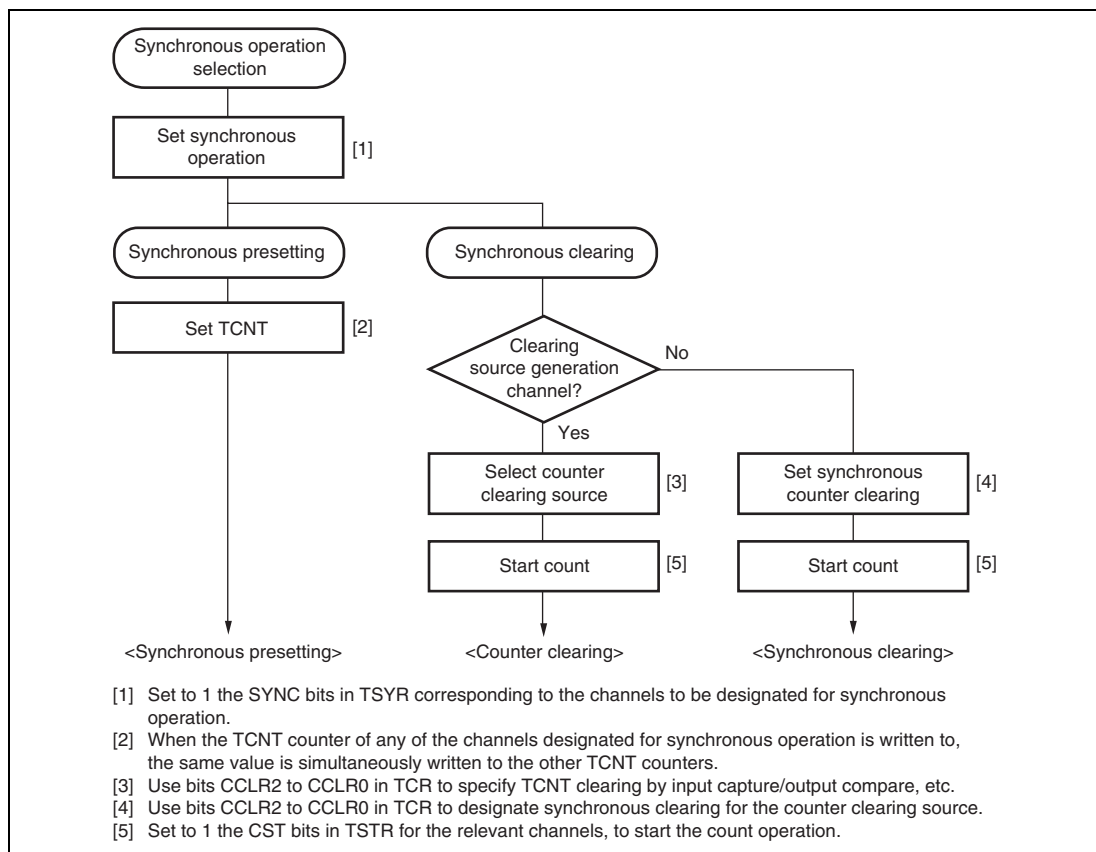 Synchronous operation
selection
Set synchronous
operation
[1]
Synchronous presetting
Synchronous clearing
Set TCNT
[2]
Clearing
source generation
channel?
No
Yes
Select counter
clearing source
[3]
Set synchronous
counter clearing
[4]
Start count
[5]
Start count
[5]
<Synchronous presetting>
<Counter clearing>
<Synchronous clearing>
[1] Set to 1 the SYNC bits in TSYR corresponding to the channels to be designated for synchronous
operation.
[2] When the TCNT counter of any of the channels designated for synchronous operation is written to,
the same value is simultaneously written to the other TCNT counters.
[3] Use bits CCLR2 to CCLR0 in TCR to specify TCNT clearing by input capture/output compare, etc.
[4] Use bits CCLR2 to CCLR0 in TCR to designate synchronous clearing for the counter clearing source.
[5] Set to 1 the CST bits in TSTR for the relevant channels, to start the count operation.